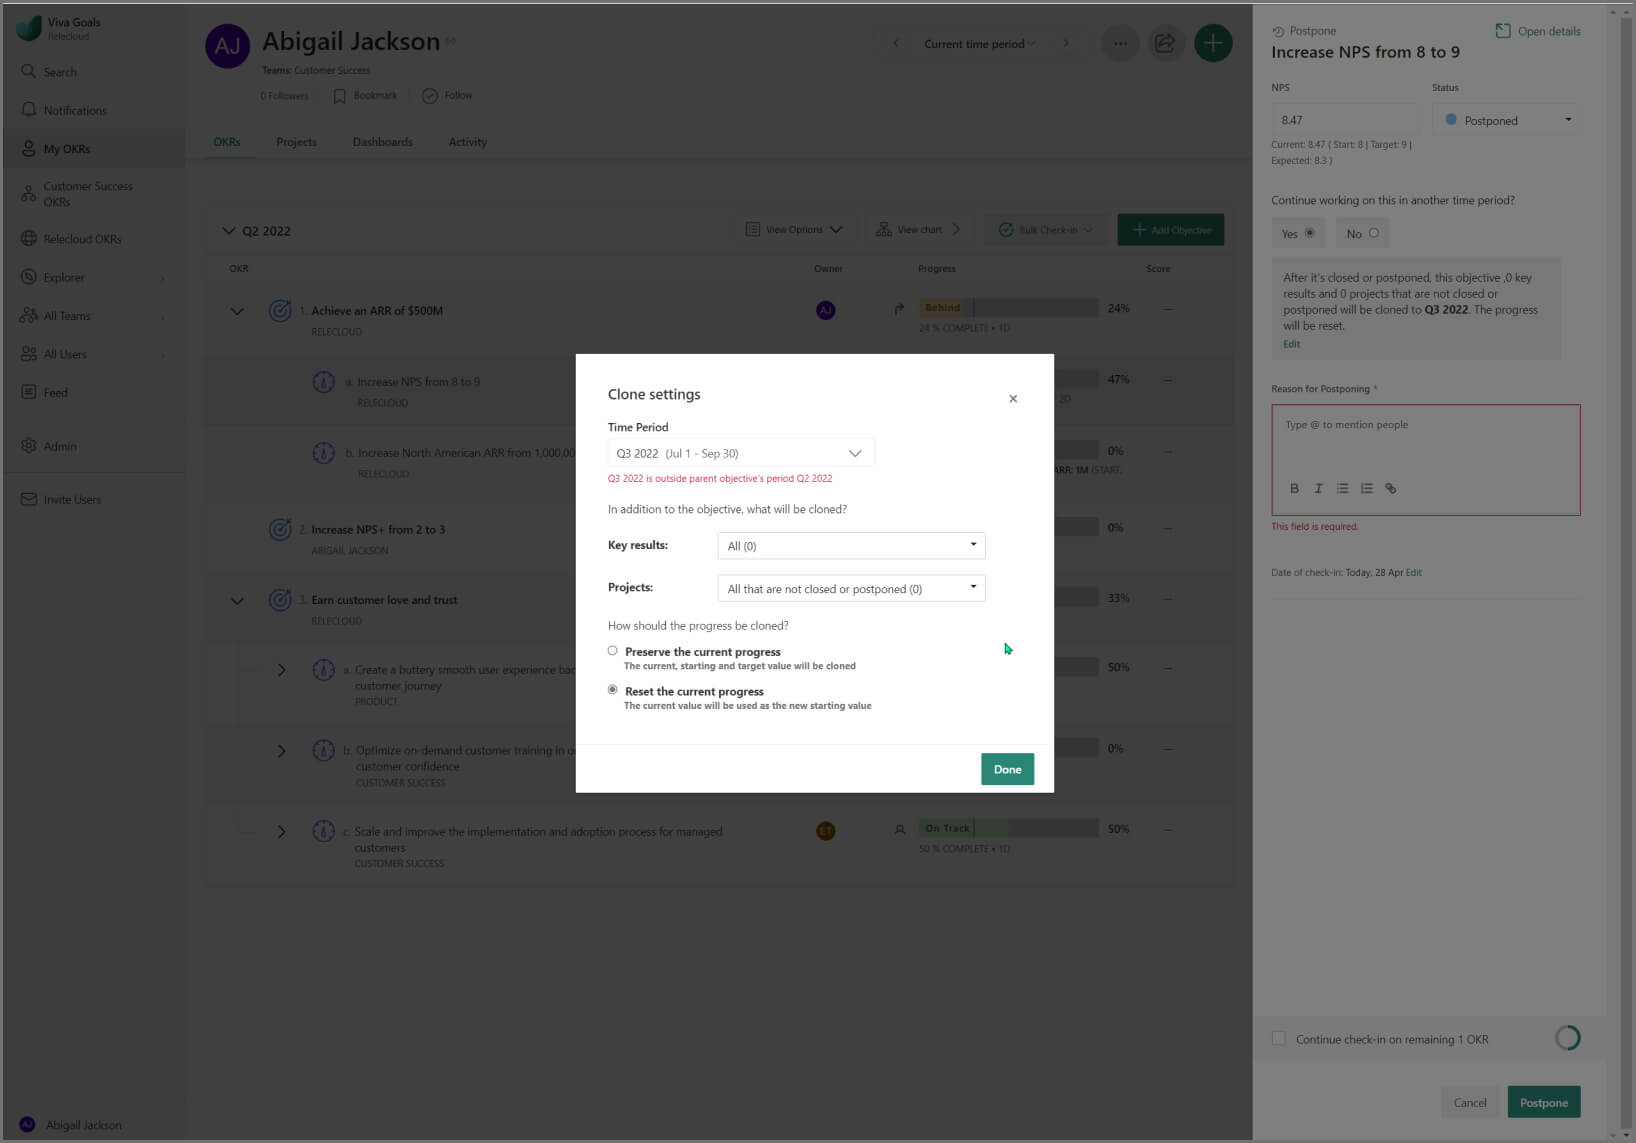 Viva Goals
Relecloud
Search
Notifications
My OKRs
Customer Success
OKRs
Relecloud OKRs
Explorer
All Teams
All Users
Feed
Admin
Invite Users
AJ Abigail Jackson
AJ
Abigail Jackson
Teams: Customer Success
0 Followers
Bookmark
Follow
Current time period
OKRs
Projects
Dashboards
Activity
Q2 2022
View Options
View chart
Bulk Check-in
Add Objective
OKR
Owner
Progress
Score
1. Achieve an ARR of $500M
RELECLOUD
AJ
Behind
24%
24 % COMPLETE • 1D
a. Increase NPS from 8 to 9
RELECLOUD
47%
2D
b. Increase North American ARR from 1,000,00
RELECLOUD
0%
ARR: 1M (START:
2. Increase NPS+ from 2 to 3
ABIGAIL JACKSON
0%
3. Earn customer love and trust
RELECLOUD
33%
a. Create a buttery smooth user experience bac
customer journey
PRODUCT
50%
b. Optimize on-demand customer training in o
customer confidence
CUSTOMER SUCCESS
0%
c. Scale and improve the implementation and adoption process for managed
customers
CUSTOMER SUCCESS
ET
On Track
50%
50 % COMPLETE • 1D
Clone settings
Time Period
Q3 2022 (Jul 1 - Sep 30)
Q3 2022 is outside parent objective's period Q2 2022
In addition to the objective, what will be cloned?
Key results:
All (0)
Projects:
All that are not closed or postponed (0)
How should the progress be cloned?
Preserve the current progress
The current, starting and target value will be cloned
Reset the current progress
The current value will be used as the new starting value
Done
Postpone
Open details
Increase NPS from 8 to 9
NPS
Status
8.47
Postponed
Current: 8.47 ( Start: 8 | Target: 9 |
Expected: 8.3 )
Continue working on this in another time period?
Yes
No
After it's closed or postponed, this objective ,0 key
results and 0 projects that are not closed or
postponed will be cloned to Q3 2022. The progress
will be reset.
Edit
Reason for Postponing *
Type @ to mention people
B I
This field is required.
Date of check-in: Today, 28 Apr Edit
Continue check-in on remaining 1 OKR
Cancel
Postpone